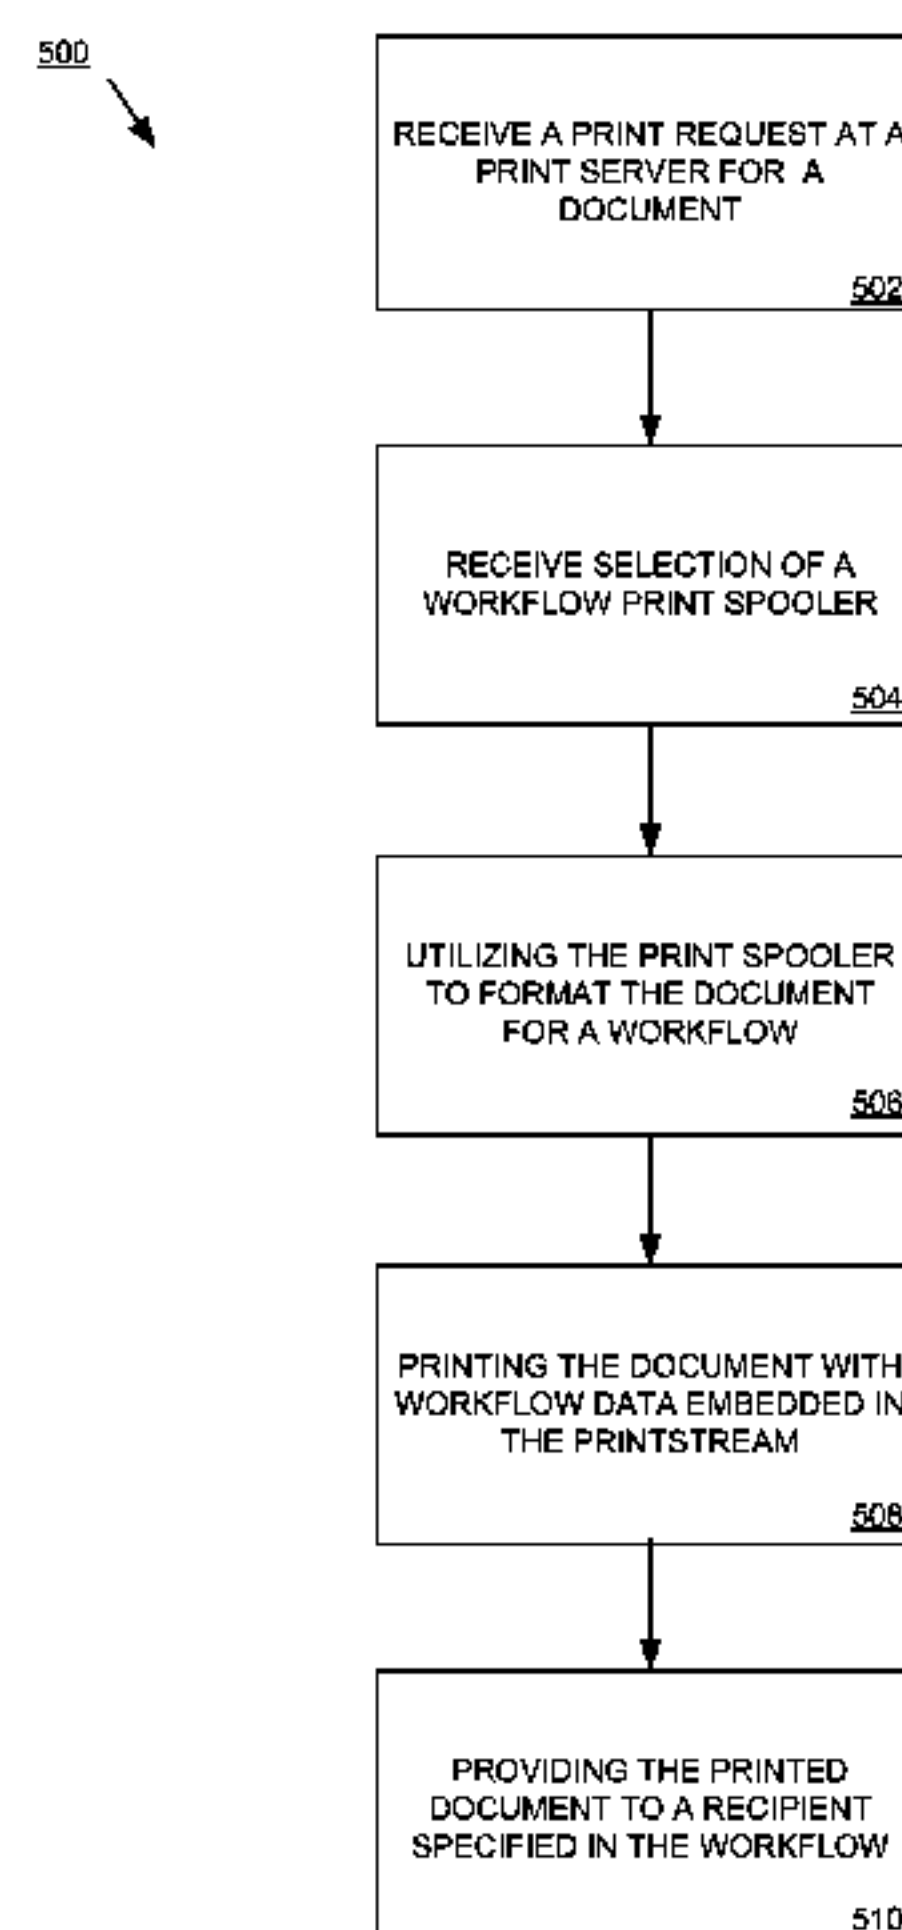 500
RECEIVE A PRINT REQUEST AT A
PRINT SERVER FOR A
DOCUMENT
502
RECEIVE SELECTION OF A
WORKFLOW PRINT SPOOLER
504
UTILIZING THE PRINT SPOOLER
TO FORMAT THE DOCUMENT
FOR A WORKFLOW
506
PRINTING THE DOCUMENT WITH
WORKFLOW DATA EMBEDDED IN
THE PRINTSTREAM
508
PROVIDING THE PRINTED
DOCUMENT TO A RECIPIENT
SPECIFIED IN THE WORKFLOW
510